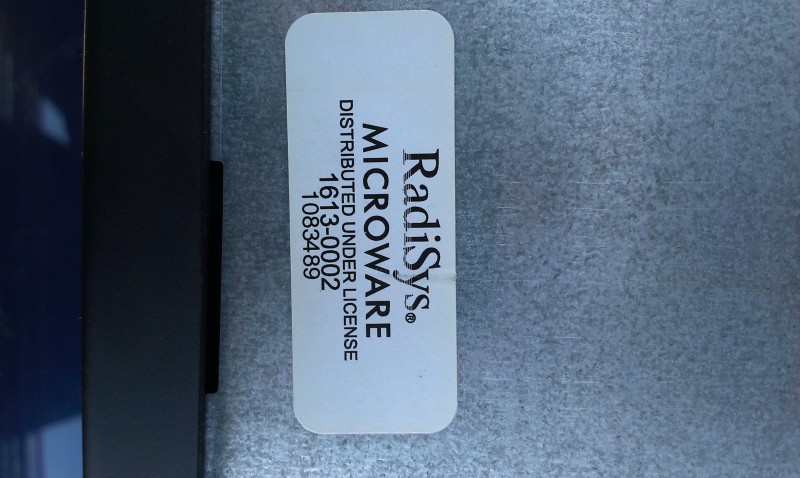 RadiSys®
MICROWARE
DISTRIBUTED UNDER LICENSE
1613-0002
1083489